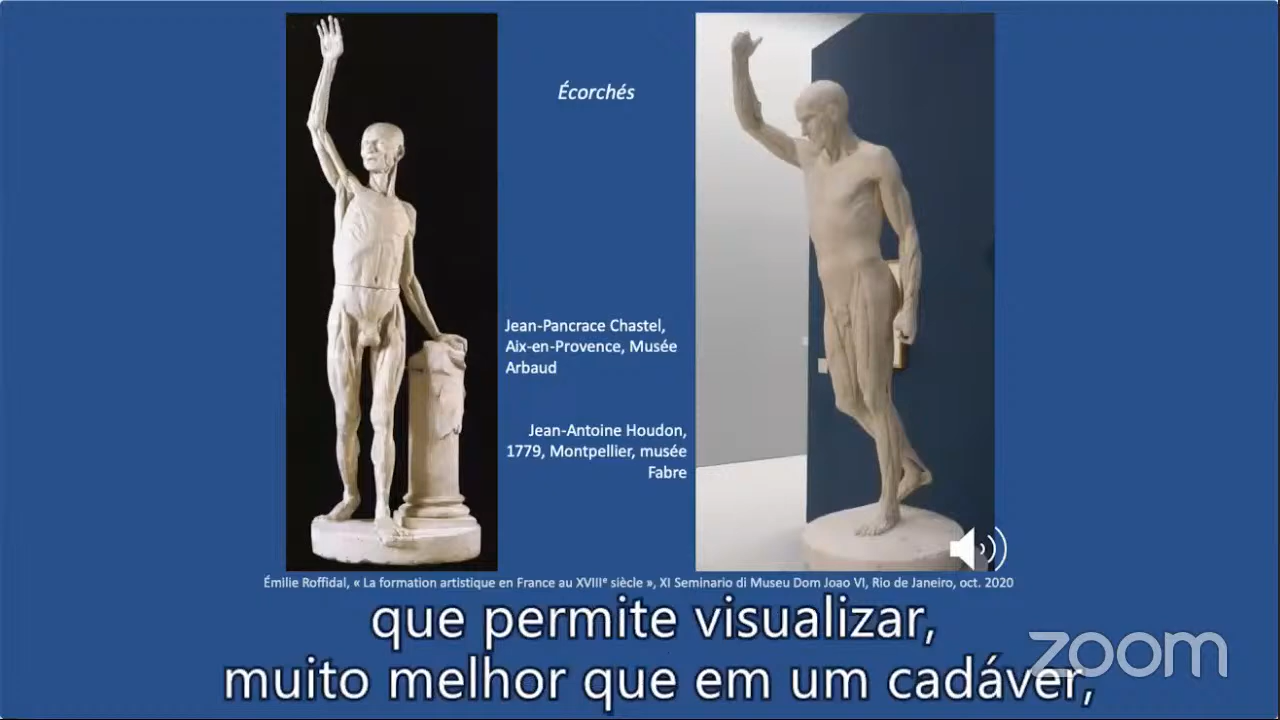 Écorchés
Jean-Pancrace Chastel,
Aix-en-Provence, Musée
Arbaud
Jean-Antoine Houdon,
1779, Montpellier, musée
Fabre
Émilie Roffidal, « La formation artistique en France au XVIIIᵉ siècle », XI Seminario di Museu Dom Joao VI, Rio de Janeiro, oct. 2020
que permite visualizar,
muito melhor que em um cadáver,
zoom